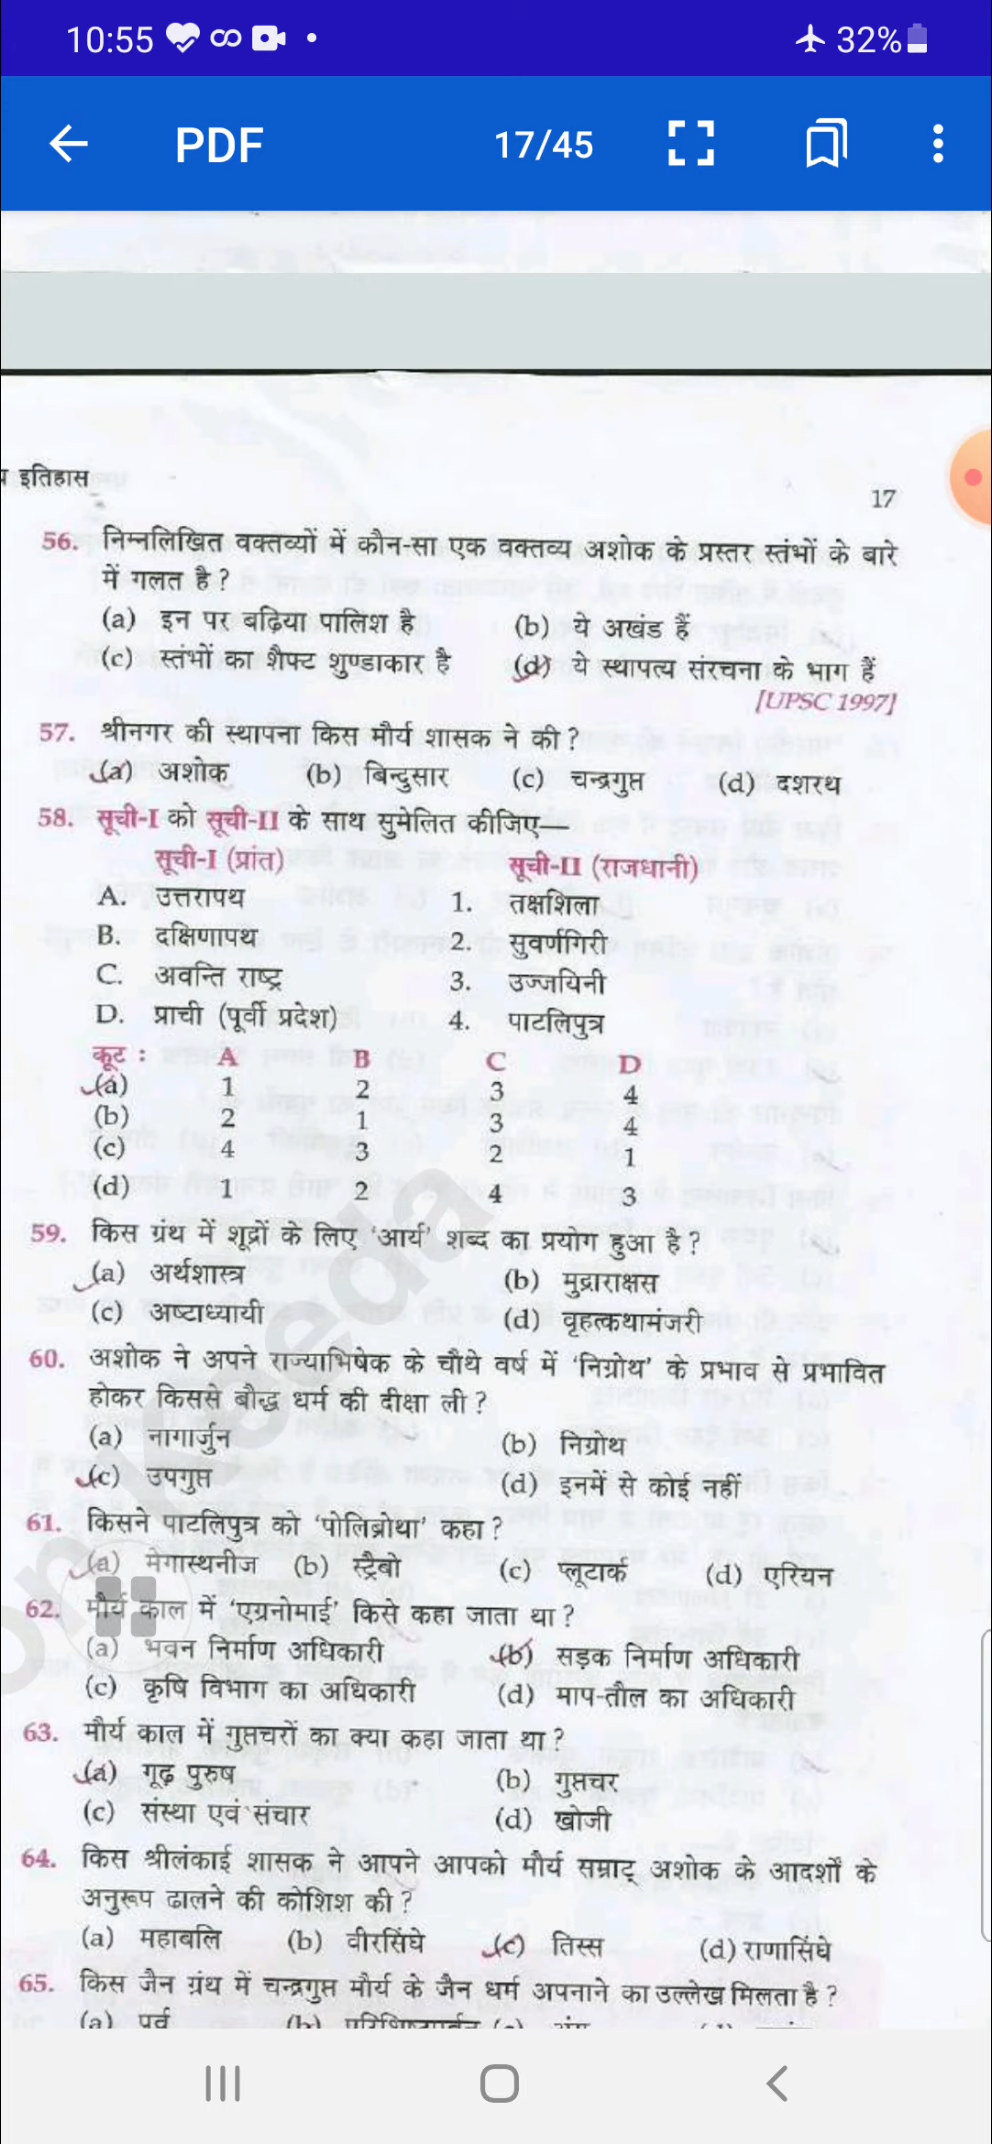 10:55
32%
PDF
17/45
इतिहास
17
56. निम्नलिखित वक्तव्यों में कौन-सा एक वक्तव्य अशोक के प्रस्तर स्तंभों के बारे
में गलत है ?
(a) इन पर बढ़िया पालिश है (b) ये अखंड हैं
(c) स्तंभों का शैफ्ट शुण्डाकार है (d) ये स्थापत्य संरचना के भाग हैं
[UPSC 1997]
57. श्रीनगर की स्थापना किस मौर्य शासक ने की ?
(a) अशोक (b) बिन्दुसार (c) चन्द्रगुप्त (d) दशरथ
58. सूची-I को सूची-II के साथ सुमेलित कीजिए—
सूची-I (प्रांत) सूची-II (राजधानी)
A. उत्तरापथ 1. तक्षशिला
B. दक्षिणापथ 2. सुवर्णगिरी
C. अवन्ति राष्ट्र 3. उज्जयिनी
D. प्राची (पूर्वी प्रदेश) 4. पाटलिपुत्र
कूट : A B C D
(a) 1 2 3 4
(b) 2 1 3 4
(c) 4 3 2 1
(d) 1 2 4 3
59. किस ग्रंथ में शूद्रों के लिए 'आर्य' शब्द का प्रयोग हुआ है ?
(a) अर्थशास्त्र (b) मुद्राराक्षस
(c) अष्टाध्यायी (d) वृहत्कथामंजरी
60. अशोक ने अपने राज्याभिषेक के चौथे वर्ष में 'निग्रोथ' के प्रभाव से प्रभावित
होकर किससे बौद्ध धर्म की दीक्षा ली ?
(a) नागार्जुन (b) निग्रोथ
(c) उपगुप्त (d) इनमें से कोई नहीं
61. किसने पाटलिपुत्र को 'पोलिब्रोथा' कहा ?
(a) मेगास्थनीज (b) स्ट्रैबो (c) प्लूटार्क (d) एरियन
62. मौर्य काल में 'एग्रनोमाई' किसे कहा जाता था ?
(a) भवन निर्माण अधिकारी (b) सड़क निर्माण अधिकारी
(c) कृषि विभाग का अधिकारी (d) माप-तौल का अधिकारी
63. मौर्य काल में गुप्तचरों का क्या कहा जाता था ?
(a) गूढ़ पुरुष (b) गुप्तचर
(c) संस्था एवं संचार (d) खोजी
64. किस श्रीलंकाई शासक ने आपने आपको मौर्य सम्राट् अशोक के आदर्शों के
अनुरूप ढालने की कोशिश की ?
(a) महाबलि (b) वीरसिंघे (c) तिस्स (d) राणासिंघे
65. किस जैन ग्रंथ में चन्द्रगुप्त मौर्य के जैन धर्म अपनाने का उल्लेख मिलता है ?
(a) पूर्व (b)